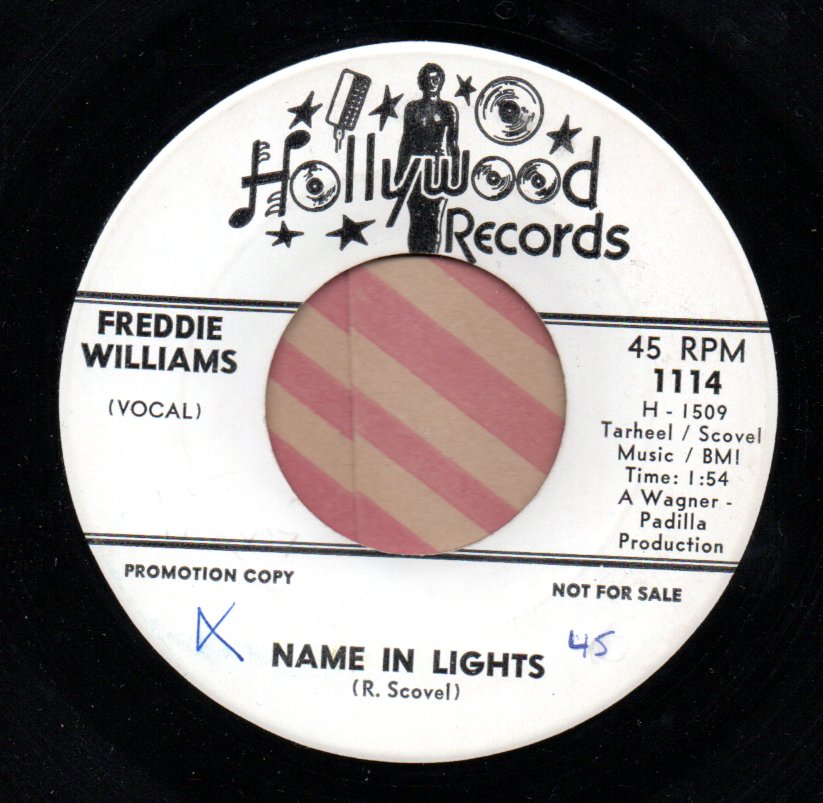 Hollywood
Records
FREDDIE
WILLIAMS
(VOCAL)
45 RPM
1114
H - 1509
Tarheel / Scovel
Music / BMI
Time: 1:54
A Wagner -
Padilla
Production
PROMOTION COPY
NOT FOR SALE
45
NAME IN LIGHTS
(R. Scovel)